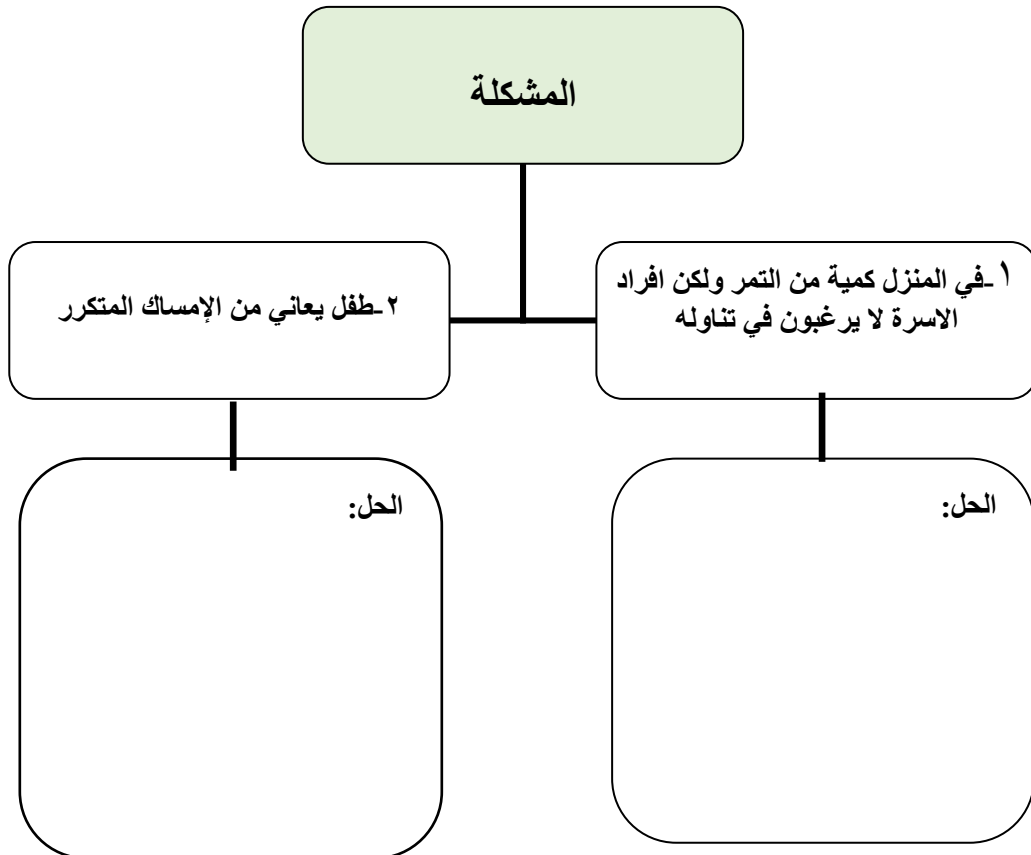 المشكلة
١-في المنزل كمية من التمر ولكن افراد
الاسرة لا يرغبون في تناوله
٢-طفل يعاني من الإمساك المتكرر
الحل:
الحل: